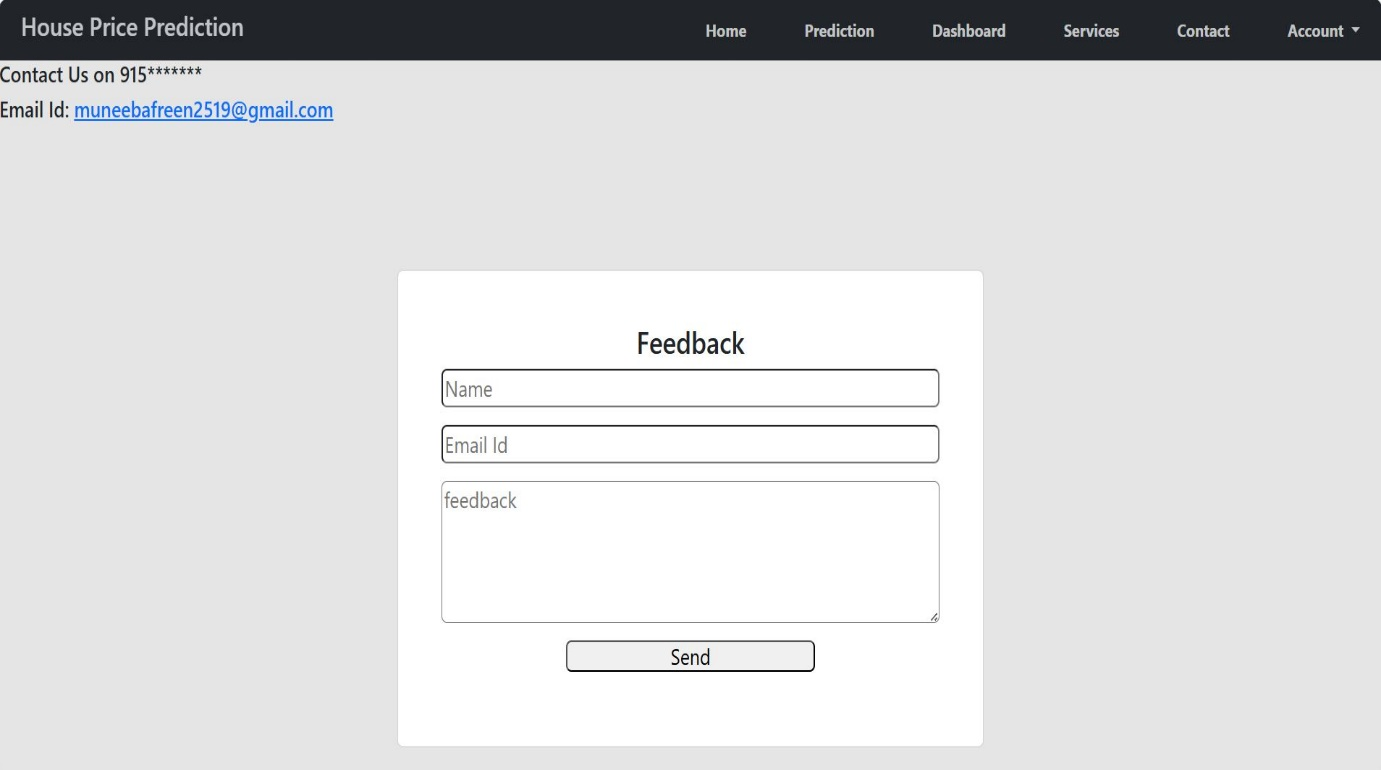 House Price Prediction Home Prediction Dashboard Services Contact Account
Contact Us on 915*******
Email Id: muneebafreen2519@gmail.com
Feedback
Name
Email Id
feedback
Send